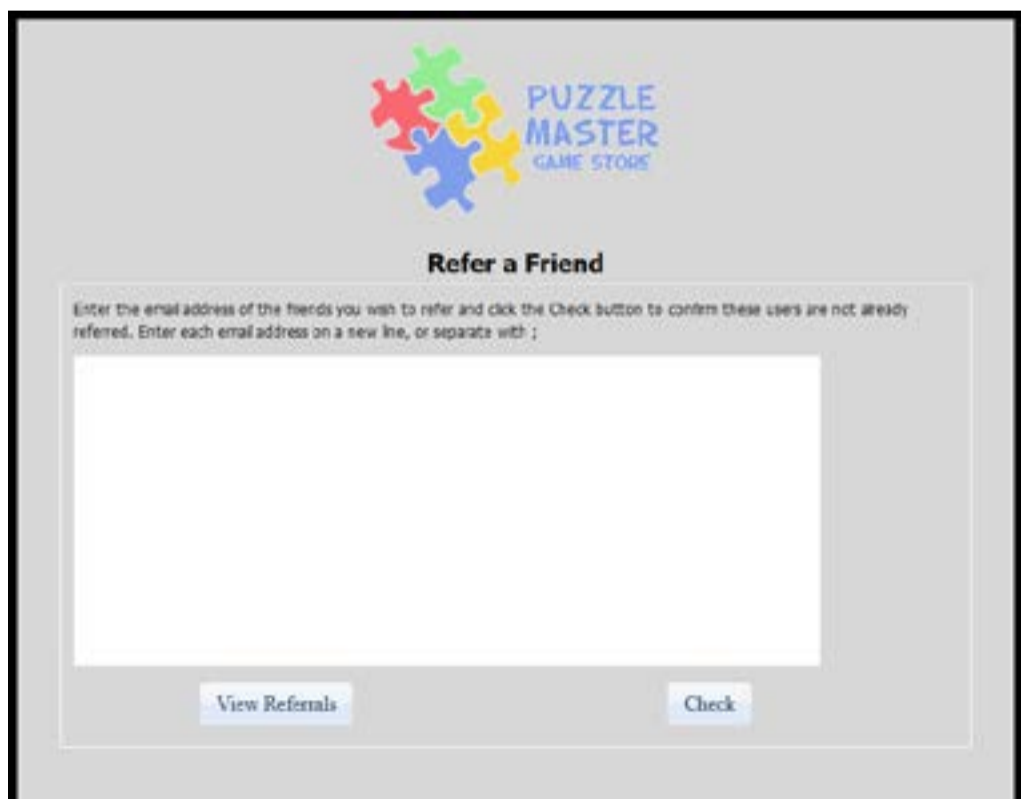 PUZZLE
MASTER
GAME STORE
Refer a Friend
Enter the email address of the friends you wish to refer and click the Check button to confirm these users are not already
referred. Enter each email address on a new line, or separate with ;
View Referrals
Check